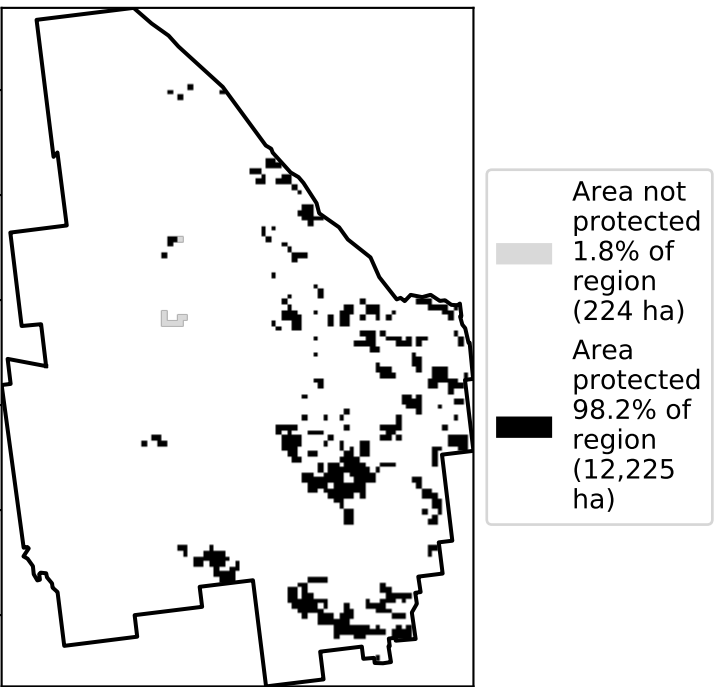 Area not
protected
1.8% of
region
(224 ha)
Area
protected
98.2% of
region
(12,225
ha)